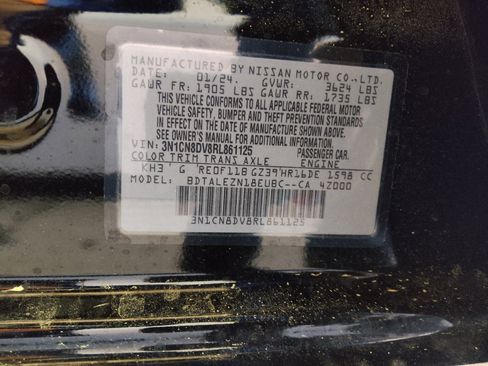 MANUFACTURED BY NISSAN MOTOR CO.,LTD.
DATE: 01/24. GVWR: 3624 LBS
GAWR FR: 1905 LBS GAWR RR: 1735 LBS
THIS VEHICLE CONFORMS TO ALL APPLICABLE FEDERAL MOTOR
VEHICLE SAFETY, BUMPER AND THEFT PREVENTION STANDARDS
IN EFFECT ON THE DATE OF MANUFACTURE SHOWN ABOVE.
SEE OWNER'S MANUAL FOR ADDITIONAL INFORMATION.
VIN: 3N1CN8DV8RL861125 PASSENGER CAR.
COLOR TRIM TRANS AXLE ENGINE
KH3 G RE0F11B GZ39 HR16DE 1598 CC
MODEL: BDTALEZN18EUBC--CA 4Z000
3N1CN8DV8RL861125